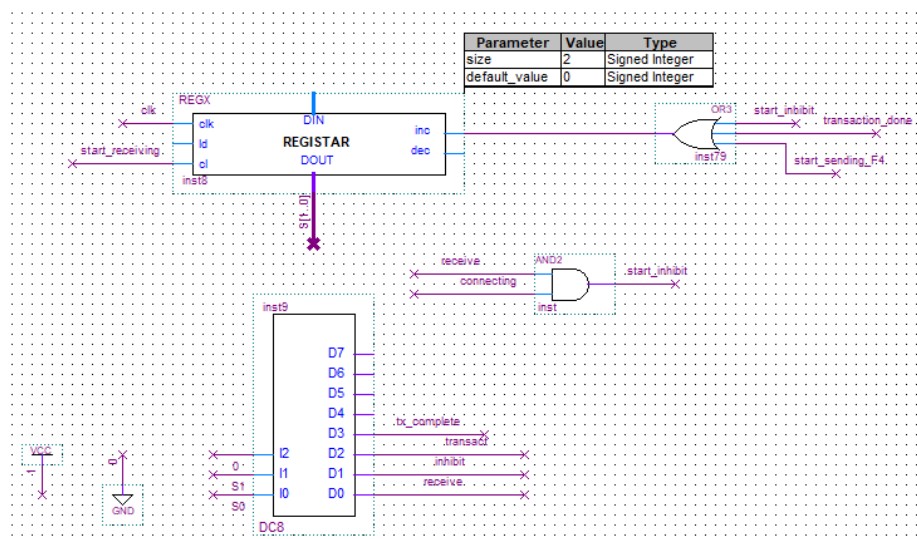 Parameter Value Type
size 2 Signed Integer
default_value 0 Signed Integer
REGX
clk
clk
DIN
ld
REGISTAR
inc
dec
start_receiving
cl
DOUT
inst8
S[1..0]
OR3
start_inhibit
transaction_done
inst79
start_sending_F4
receive
connecting
AND2
start_inhibit
inst
inst9
D7
D6
D5
D4
D3
tx_complete
I2
D2
transact
0
I1
D1
inhibit
S1
I0
D0
receive
S0
DC8
VCC
1
0
GND